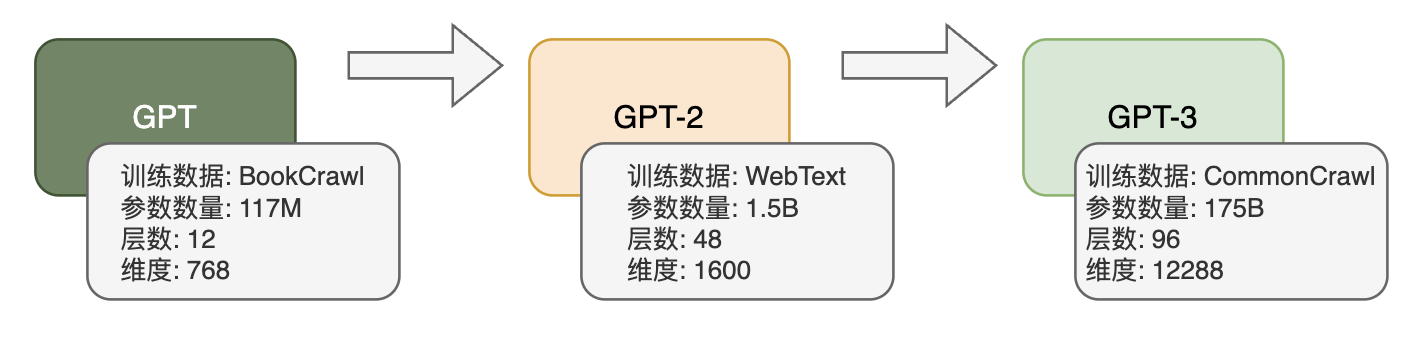 GPT
训练数据: BookCrawl
参数数量: 117M
层数: 12
维度: 768
GPT-2
训练数据: WebText
参数数量: 1.5B
层数: 48
维度: 1600
GPT-3
训练数据: CommonCrawl
参数数量: 175B
层数: 96
维度: 12288